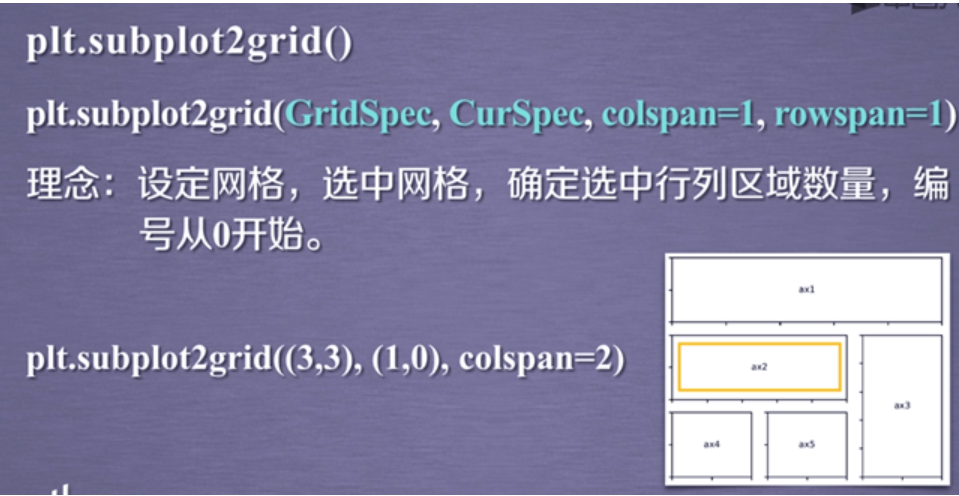 plt.subplot2grid()
plt.subplot2grid(GridSpec, CurSpec, colspan=1, rowspan=1)
理念：设定网格，选中网格，确定选中行列区域数量，编
号从0开始。
ax1
plt.subplot2grid((3,3), (1,0), colspan=2)
ax2
ax3
ax4
ax5